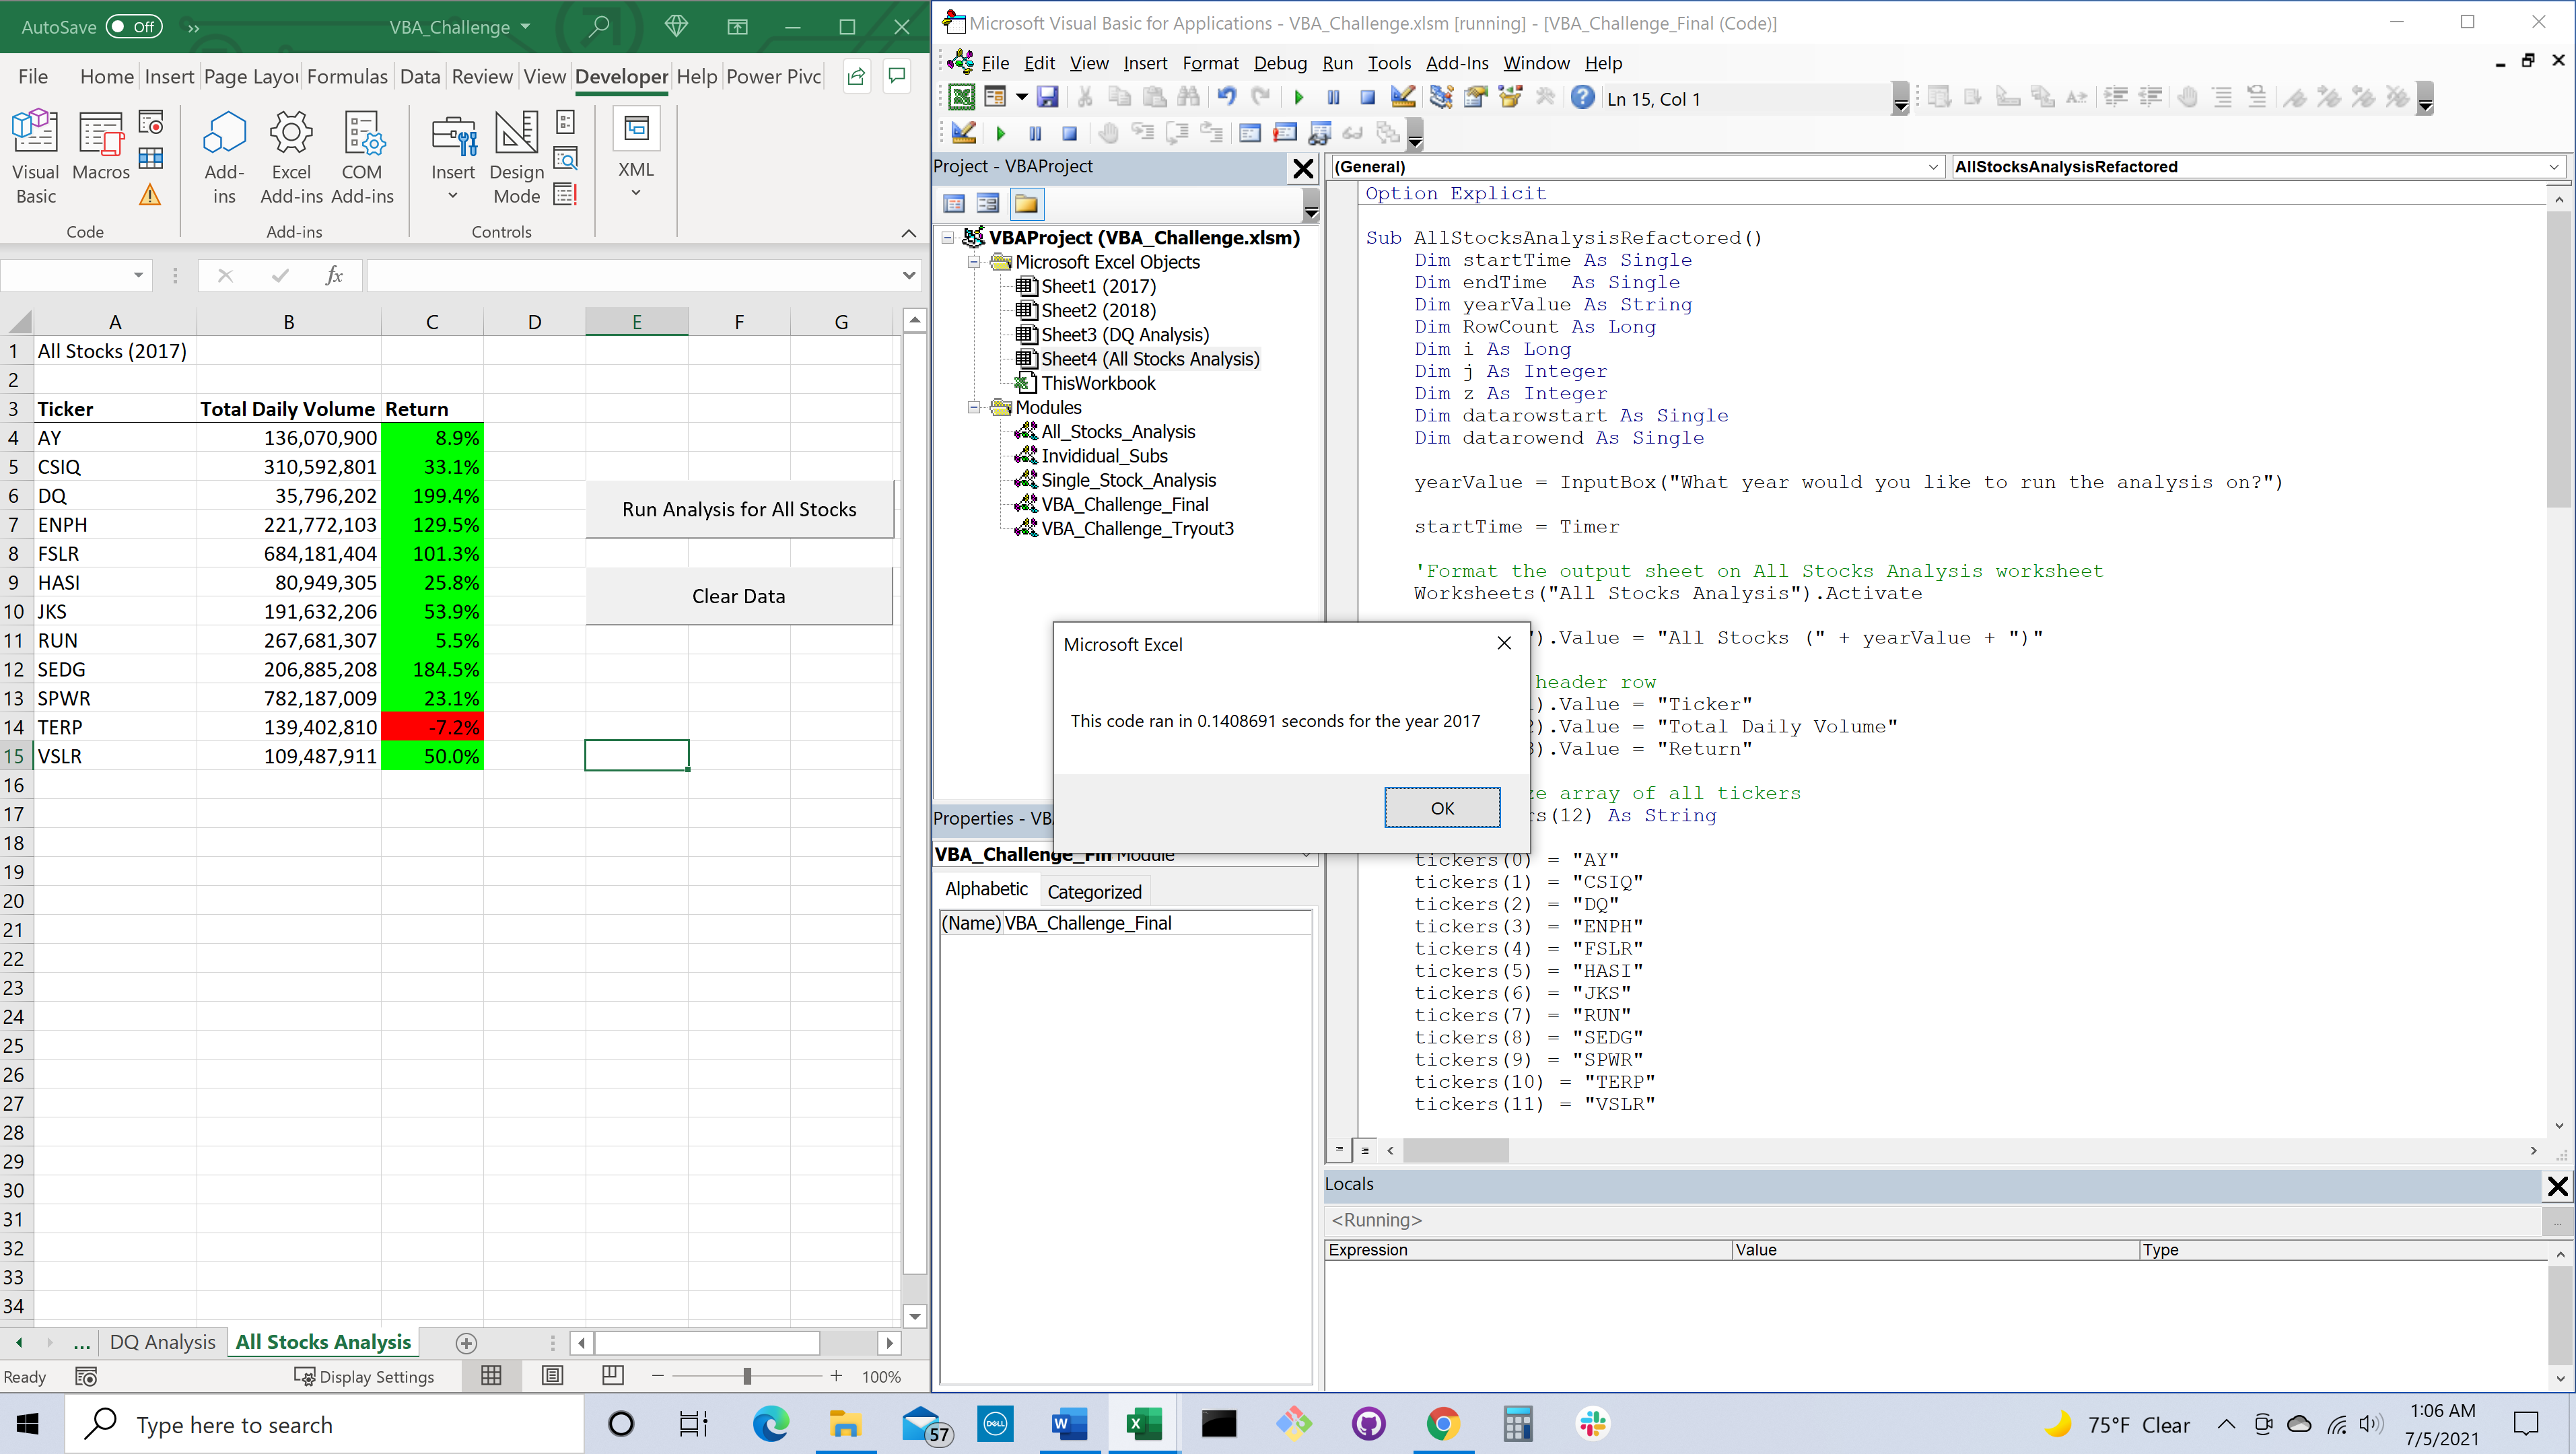 AutoSave Off » VBA_Challenge
File Home Insert Page Layou Formulas Data Review View Developer Help Power Pivc
Visual Basic
Macros
Code
Add-ins
Excel Add-ins
COM Add-ins
Add-ins
Insert
Design Mode
Controls
XML
fx
A B C D E F G
1 All Stocks (2017)
2
3 Ticker Total Daily Volume Return
4 AY 136,070,900 8.9%
5 CSIQ 310,592,801 33.1%
6 DQ 35,796,202 199.4%
7 ENPH 221,772,103 129.5%
8 FSLR 684,181,404 101.3%
9 HASI 80,949,305 25.8%
10 JKS 191,632,206 53.9%
11 RUN 267,681,307 5.5%
12 SEDG 206,885,208 184.5%
13 SPWR 782,187,009 23.1%
14 TERP 139,402,810 -7.2%
15 VSLR 109,487,911 50.0%
16
17
18
19
20
21
22
23
24
25
26
27
28
29
30
31
32
33
34
Run Analysis for All Stocks
Clear Data
... DQ Analysis All Stocks Analysis
Ready Display Settings 100%
Microsoft Visual Basic for Applications - VBA_Challenge.xlsm [running] - [VBA_Challenge_Final (Code)]
File Edit View Insert Format Debug Run Tools Add-Ins Window Help
Ln 15, Col 1
Project - VBAProject
VBAProject (VBA_Challenge.xlsm)
Microsoft Excel Objects
Sheet1 (2017)
Sheet2 (2018)
Sheet3 (DQ Analysis)
Sheet4 (All Stocks Analysis)
ThisWorkbook
Modules
All_Stocks_Analysis
Invididual_Subs
Single_Stock_Analysis
VBA_Challenge_Final
VBA_Challenge_Tryout3
Properties - VB
VBA_Challenge_Fin Module
Alphabetic Categorized
(Name) VBA_Challenge_Final
(General) AllStocksAnalysisRefactored
Option Explicit
Sub AllStocksAnalysisRefactored()
Dim startTime As Single
Dim endTime  As Single
Dim yearValue As String
Dim RowCount As Long
Dim i As Long
Dim j As Integer
Dim z As Integer
Dim datarowstart As Single
Dim datarowend As Single
yearValue = InputBox("What year would you like to run the analysis on?")
startTime = Timer
'Format the output sheet on All Stocks Analysis worksheet
Worksheets("All Stocks Analysis").Activate
").Value = "All Stocks (" + yearValue + ")"
header row
).Value = "Ticker"
).Value = "Total Daily Volume"
).Value = "Return"
ze array of all tickers
rs(12) As String
tickers(0) = "AY"
tickers(1) = "CSIQ"
tickers(2) = "DQ"
tickers(3) = "ENPH"
tickers(4) = "FSLR"
tickers(5) = "HASI"
tickers(6) = "JKS"
tickers(7) = "RUN"
tickers(8) = "SEDG"
tickers(9) = "SPWR"
tickers(10) = "TERP"
tickers(11) = "VSLR"
Microsoft Excel
This code ran in 0.1408691 seconds for the year 2017
OK
Locals
<Running>
Expression Value Type
Type here to search
57
DELL
75°F Clear
1:06 AM
7/5/2021